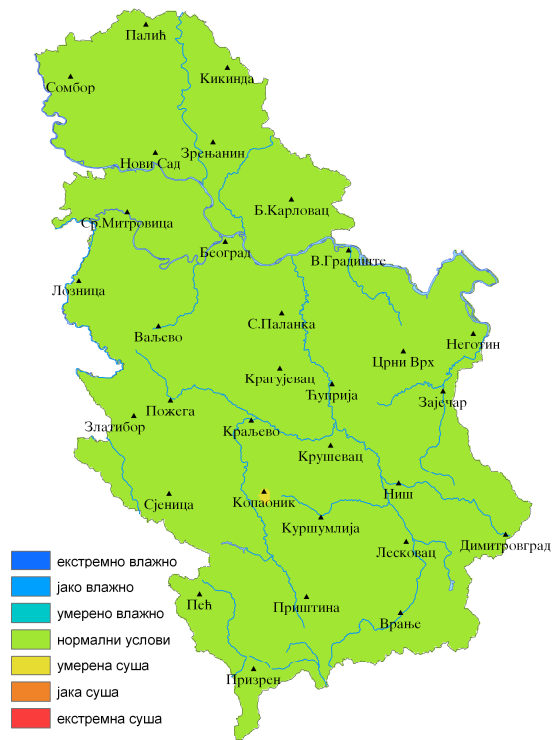 Палић
Кикинда
Сомбор
Зрењанин
Нови Сад
Б.Карловац
Ср.Митровица
Београд
В.Градиште
Лозница
С.Паланка
Ваљево
Неготин
Црни Врх
Крагујевац
Ћуприја
Зајечар
Пожега
Златибор
Краљево
Крушевац
Ниш
Копаоник
Сјеница
Куршумлија
Димитровград
Лесковац
Пећ
Приштина
Врање
Призрен
екстремно влажно
јако влажно
умерено влажно
нормални услови
умерена суша
јака суша
екстремна суша